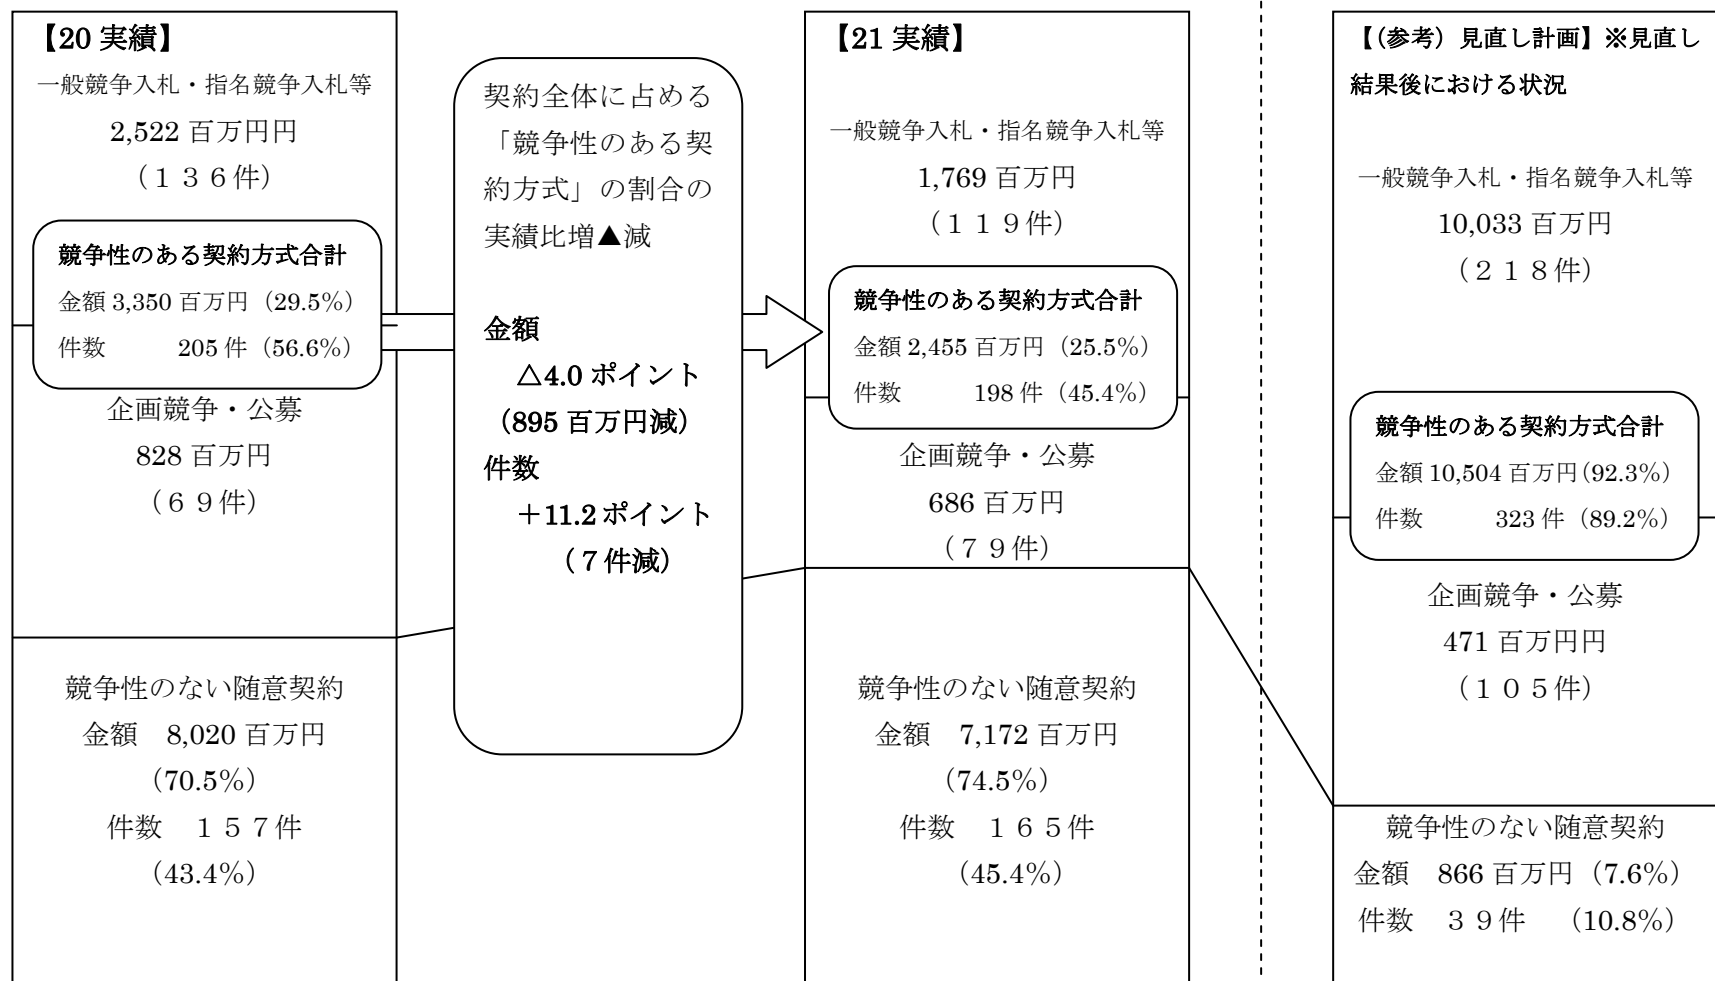 【20 実績】
一般競争入札・指名競争入札等
2,522 百万円円
（１３６件）
競争性のある契約方式合計
金額 3,350 百万円（29.5%）
件数 205 件（56.6%）
企画競争・公募
828 百万円
（６９件）
競争性のない随意契約
金額　8,020 百万円
（70.5%）
件数　１５７件
（43.4%）
契約全体に占める
「競争性のある契
約方式」の割合の
実績比増▲減
金額
△4.0 ポイント
（895 百万円減）
件数
＋11.2 ポイント
（７件減）
【21 実績】
一般競争入札・指名競争入札等
1,769 百万円
（１１９件）
競争性のある契約方式合計
金額 2,455 百万円（25.5%）
件数 198 件（45.4%）
企画競争・公募
686 百万円
（７９件）
競争性のない随意契約
金額　7,172 百万円
（74.5%）
件数　１６５件
（45.4%）
【（参考）見直し計画】※見直し
結果後における状況
一般競争入札・指名競争入札等
10,033 百万円
（２１８件）
競争性のある契約方式合計
金額 10,504 百万円（92.3%）
件数 323 件（89.2%）
企画競争・公募
471 百万円円
（１０５件）
競争性のない随意契約
金額　866 百万円（7.6%）
件数　３９件　（10.8%）